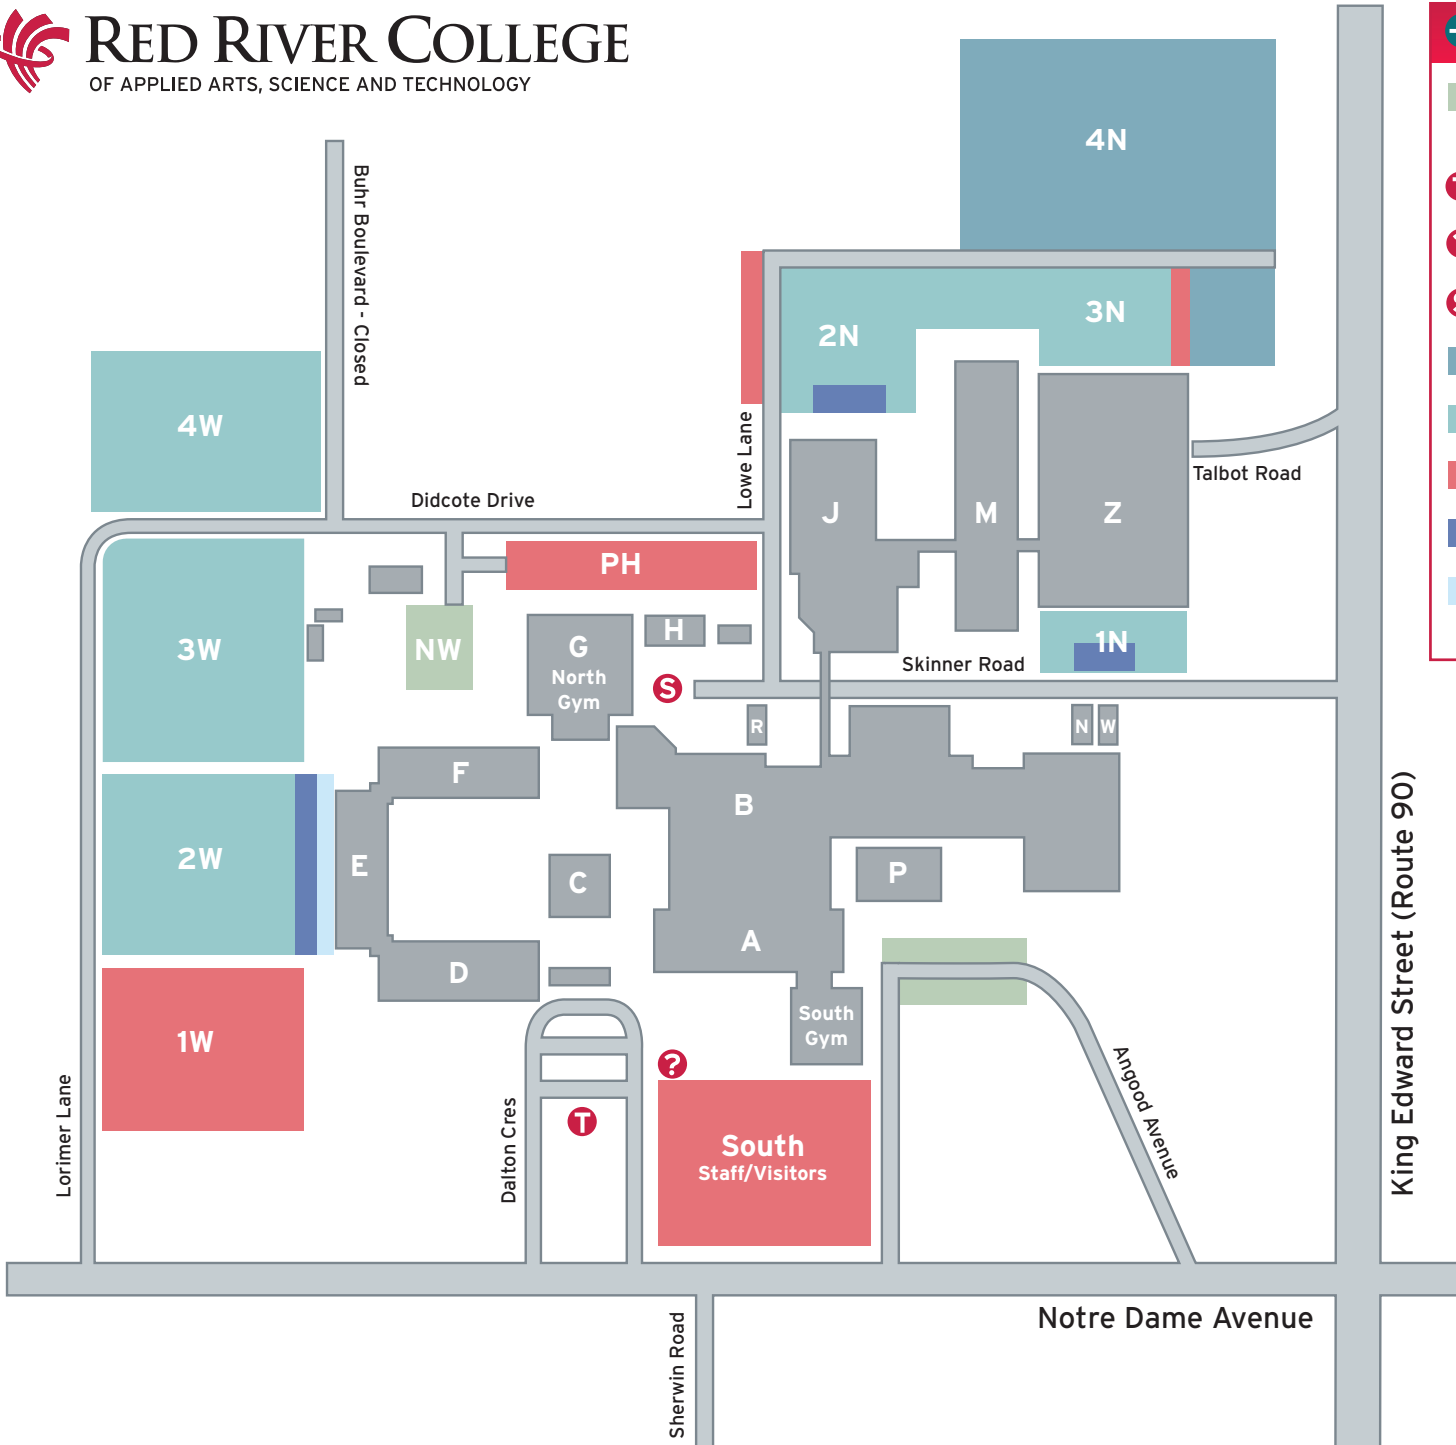 RED RIVER COLLEGE
OF APPLIED ARTS, SCIENCE AND TECHNOLOGY
4N
Buhr Boulevard - Closed
3N
2N
4W
Lowe Lane
Talbot Road
Didcote Drive
J
M
Z
PH
H
1N
3W
NW
G
North
Gym
Skinner Road
S
R
N
W
F
B
King Edward Street (Route 90)
2W
E
C
P
A
D
South
Gym
1W
?
Angood Avenue
Lorimer Lane
Dalton Cres
T
South
Staff/Visitors
Notre Dame Avenue
Sherwin Road